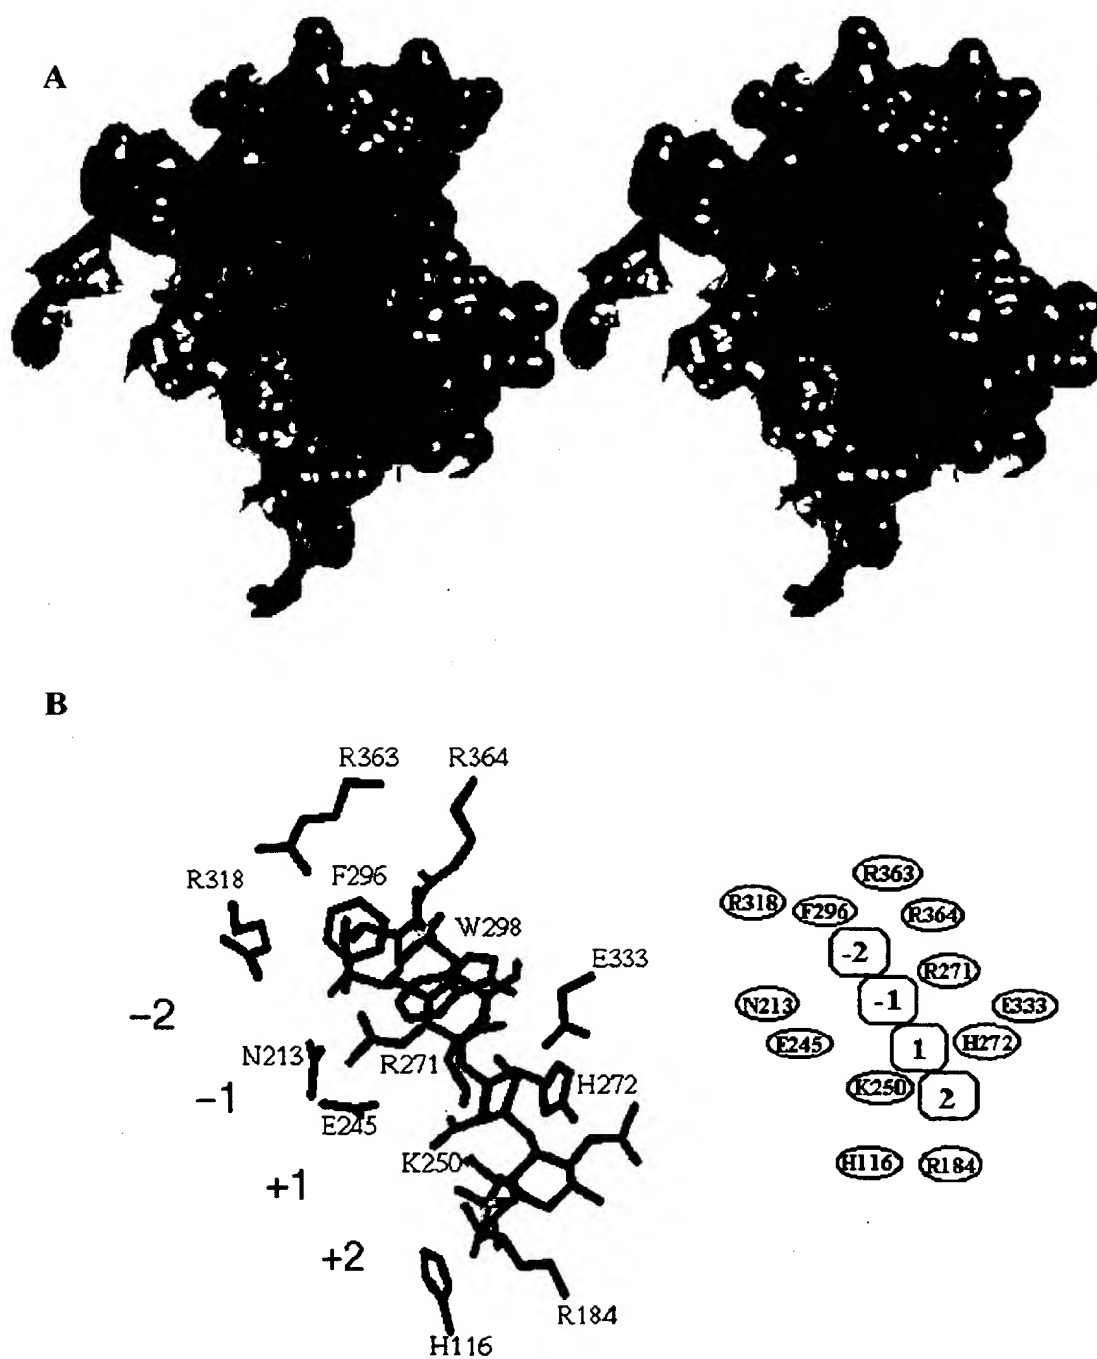 A
B
R363
R364
R318
F296
W298
E333
-2
N213
R271
H272
-1
E245
K250
+1
+2
R184
H116
R363
R318
F296
R364
-2
R271
-1
N213
E333
E245
1
H272
K250
2
H116
R184